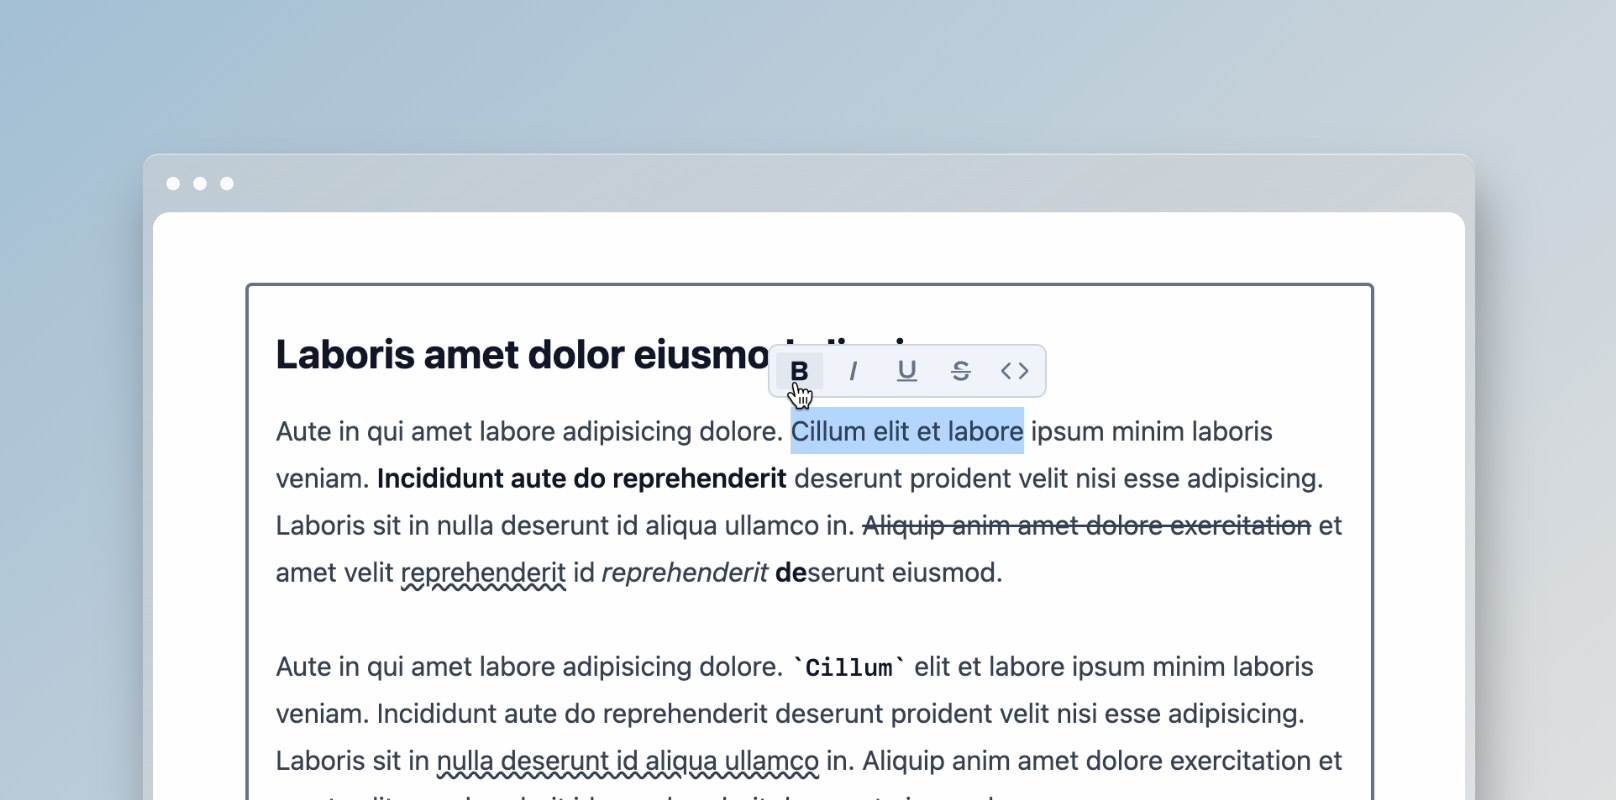 Laboris amet dolor eiusmo
B I U S <>
Aute in qui amet labore adipisicing dolore. Cillum elit et labore ipsum minim laboris
veniam. Incididunt aute do reprehenderit deserunt proident velit nisi esse adipisicing.
Laboris sit in nulla deserunt id aliqua ullamco in. Aliquip anim amet dolore exercitation et
amet velit reprehenderit id reprehenderit deserunt eiusmod.
Aute in qui amet labore adipisicing dolore. `Cillum` elit et labore ipsum minim laboris
veniam. Incididunt aute do reprehenderit deserunt proident velit nisi esse adipisicing.
Laboris sit in nulla deserunt id aliqua ullamco in. Aliquip anim amet dolore exercitation et